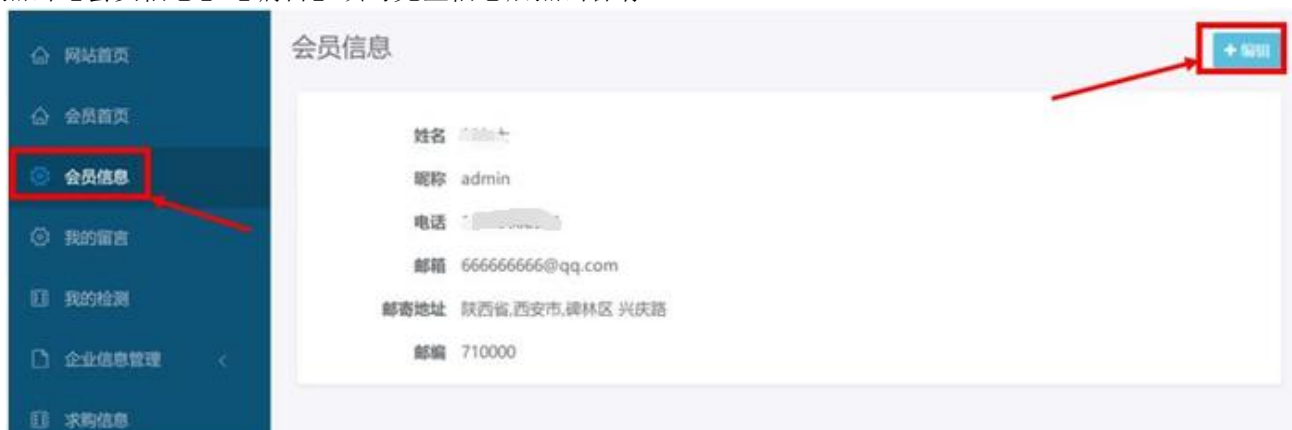 网站首页
会员首页
会员信息
我的留言
我的检测
企业信息管理
求购信息
会员信息
+ 编辑
姓名
昵称 admin
电话
邮箱 666666666@qq.com
邮寄地址 陕西省,西安市,碑林区 兴庆路
邮编 710000